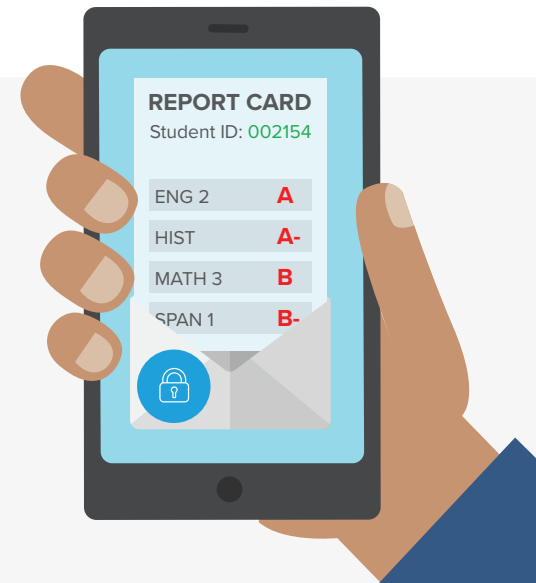 REPORT CARD
Student ID: 002154
ENG 2 A
HIST A-
MATH 3 B
SPAN 1 B-